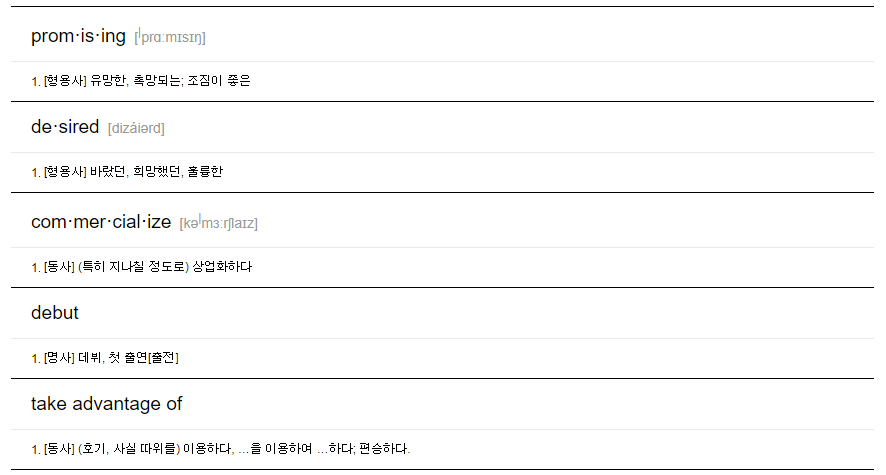 prom·is·ing [ˈprɑːmɪsɪŋ]
1. [형용사] 유망한, 촉망되는; 조짐이 좋은
de·sired [dizáiərd]
1. [형용사] 바랐던, 희망했던, 훌륭한
com·mer·cial·ize [kəˈmɜːrʃlaɪz]
1. [동사] (특히 지나칠 정도로) 상업화하다
debut
1. [명사] 데뷔, 첫 출연[출전]
take advantage of
1. [동사] (호기, 사실 따위를) 이용하다, …을 이용하여 …하다; 편승하다.